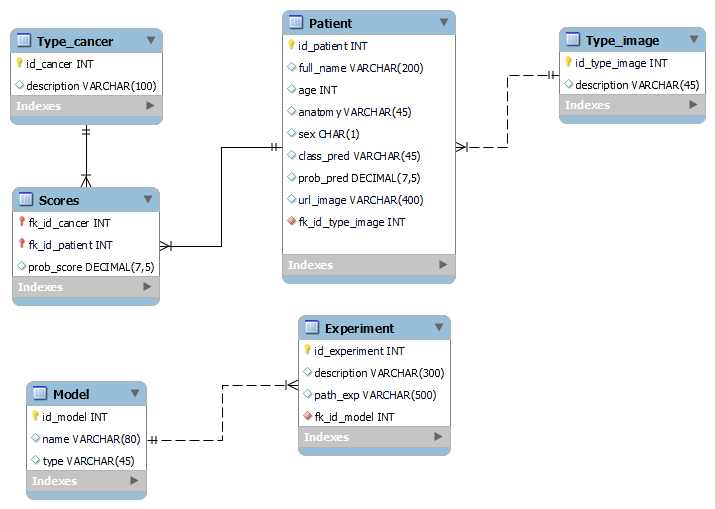 Type_cancer
id_cancer INT
description VARCHAR(100)
Indexes
Patient
id_patient INT
full_name VARCHAR(200)
age INT
anatomy VARCHAR(45)
sex CHAR(1)
class_pred VARCHAR(45)
prob_pred DECIMAL(7,5)
url_image VARCHAR(400)
fk_id_type_image INT
Indexes
Type_image
id_type_image INT
description VARCHAR(45)
Indexes
Scores
fk_id_cancer INT
fk_id_patient INT
prob_score DECIMAL(7,5)
Indexes
Experiment
id_experiment INT
description VARCHAR(300)
path_exp VARCHAR(500)
fk_id_model INT
Indexes
Model
id_model INT
name VARCHAR(80)
type VARCHAR(45)
Indexes